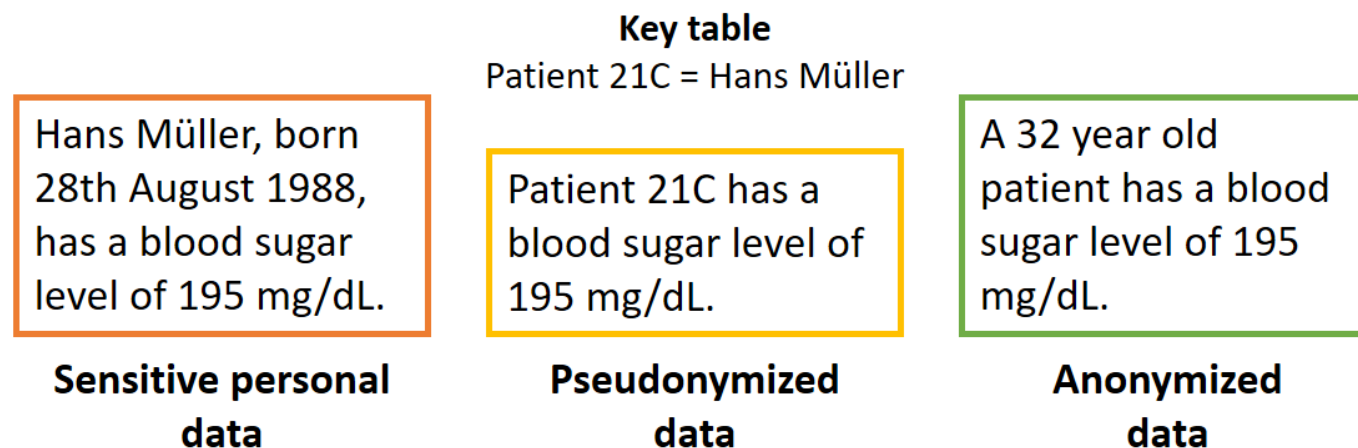 Key table
Patient 21C = Hans Müller
Hans Müller, born
28th August 1988,
has a blood sugar
level of 195 mg/dL.
Sensitive personal
data
Patient 21C has a
blood sugar level of
195 mg/dL.
Pseudonymized
data
A 32 year old
patient has a blood
sugar level of 195
mg/dL.
Anonymized
data